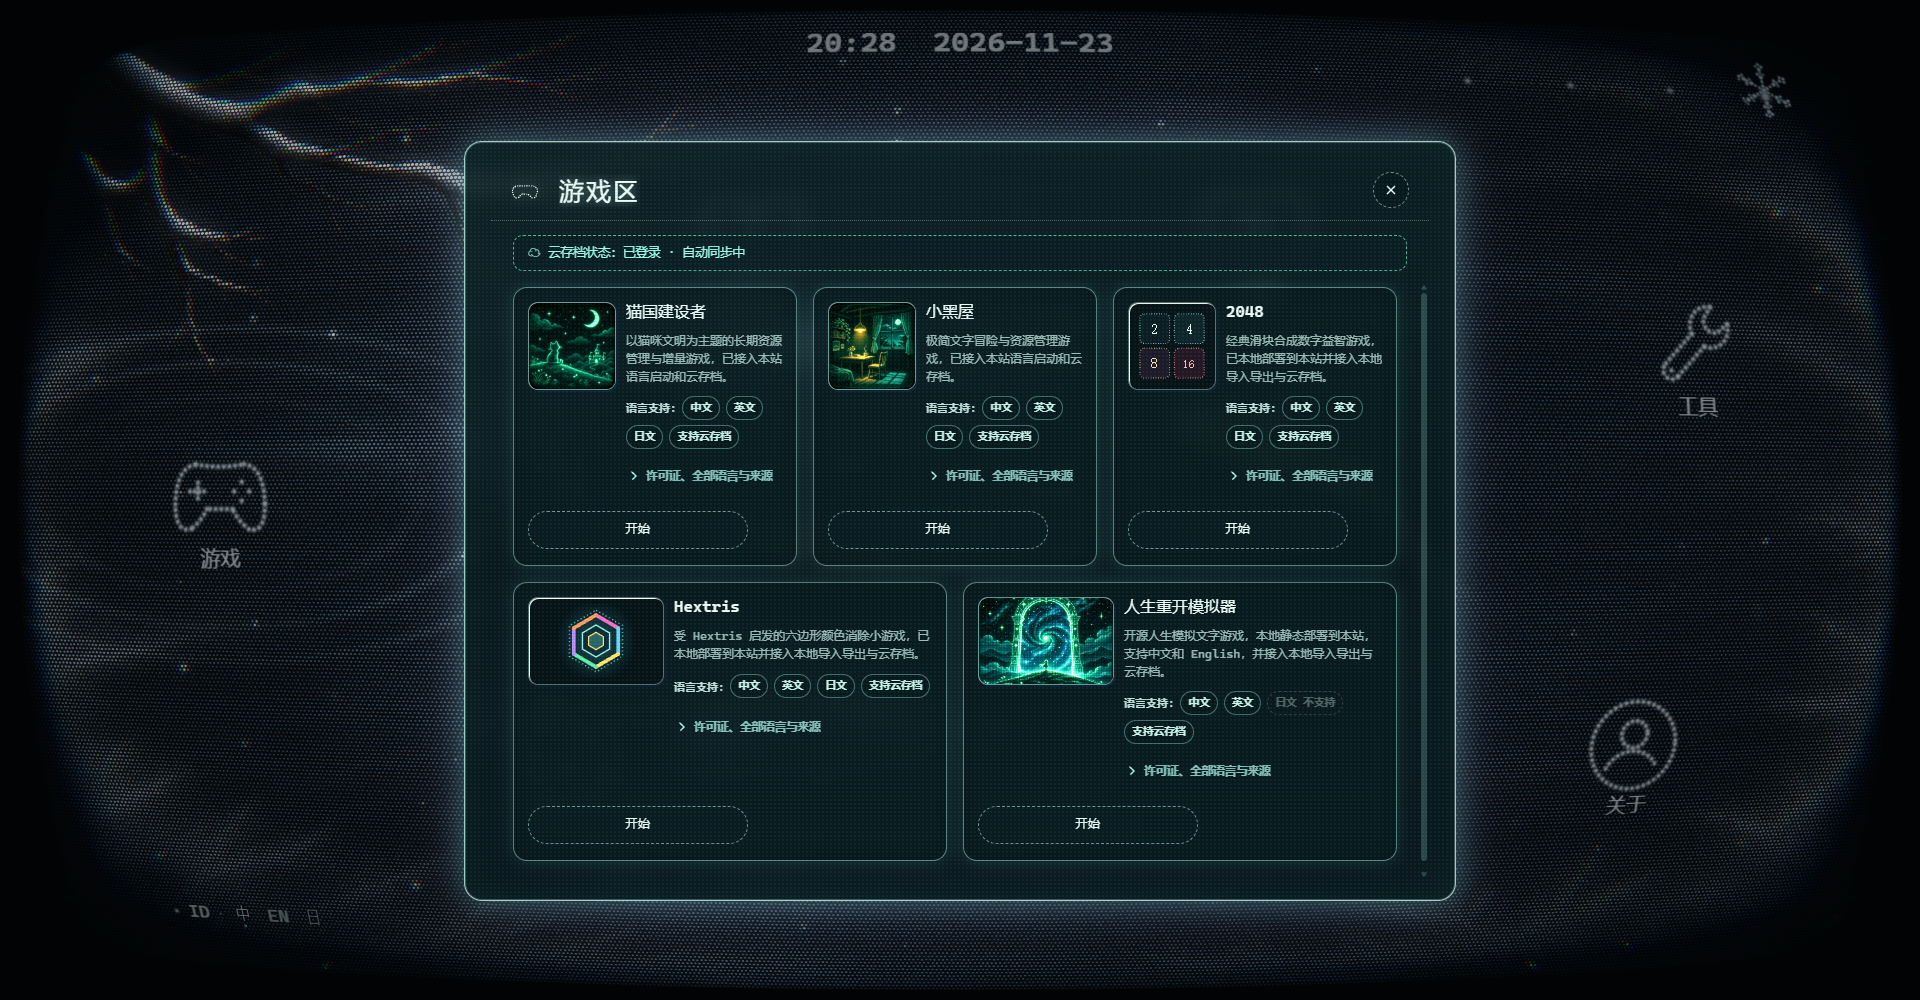 20:28 2026-11-23
游戏区
×
云存档状态：已登录 · 自动同步中
猫国建设者
以猫咪文明为主题的长期资源
管理与增量游戏，已接入本站
语言启动和云存档。
语言支持： 中文 英文
日文 支持云存档
许可证、全部语言与来源
开始
小黑屋
极简文字冒险与资源管理游
戏，已接入本站语言启动和云
存档。
语言支持： 中文 英文
日文 支持云存档
许可证、全部语言与来源
开始
2 4
8 16
2048
经典滑块合成数字益智游戏，
已本地部署到本站并接入本地
导入导出与云存档。
语言支持： 中文 英文
日文 支持云存档
许可证、全部语言与来源
开始
Hextris
受 Hextris 启发的六边形颜色消除小游戏，已
本地部署到本站并接入本地导入导出与云存档。
语言支持： 中文 英文 日文 支持云存档
许可证、全部语言与来源
开始
人生重开模拟器
开源人生模拟文字游戏，本地静态部署到本站，
支持中文和 English，并接入本地导入导出与
云存档。
语言支持： 中文 英文 日文 不支持
支持云存档
许可证、全部语言与来源
开始
游戏
工具
关于
· ID · 中 EN 日